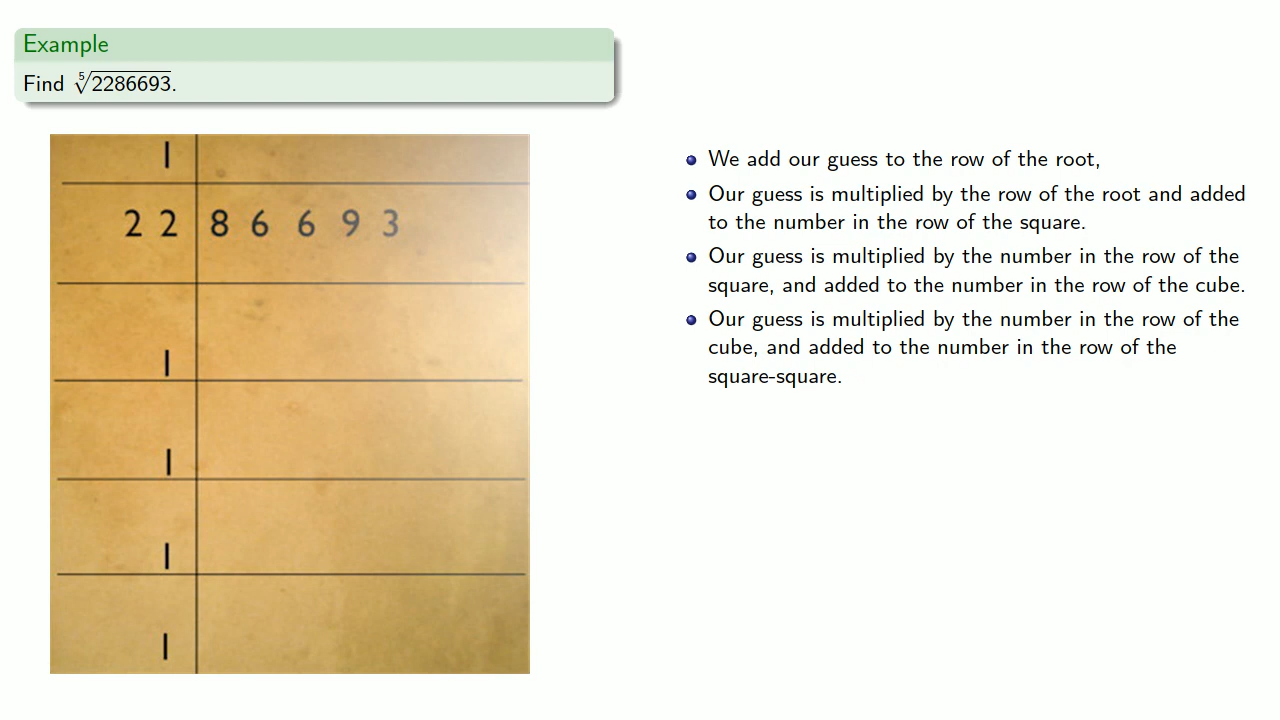 Example
Find ⁵√2286693.
1
2 2 8 6 6 9 3
1
1
1
1
We add our guess to the row of the root,
Our guess is multiplied by the row of the root and added
to the number in the row of the square.
Our guess is multiplied by the number in the row of the
square, and added to the number in the row of the cube.
Our guess is multiplied by the number in the row of the
cube, and added to the number in the row of the
square-square.